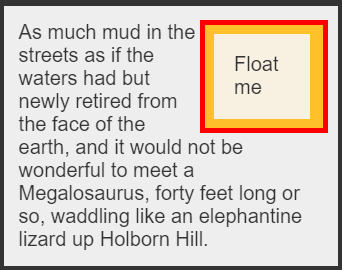 As much mud in the
streets as if the
waters had but
newly retired from
the face of the
earth, and it would not be
wonderful to meet a
Megalosaurus, forty feet long or
so, waddling like an elephantine
lizard up Holborn Hill.
Float
me